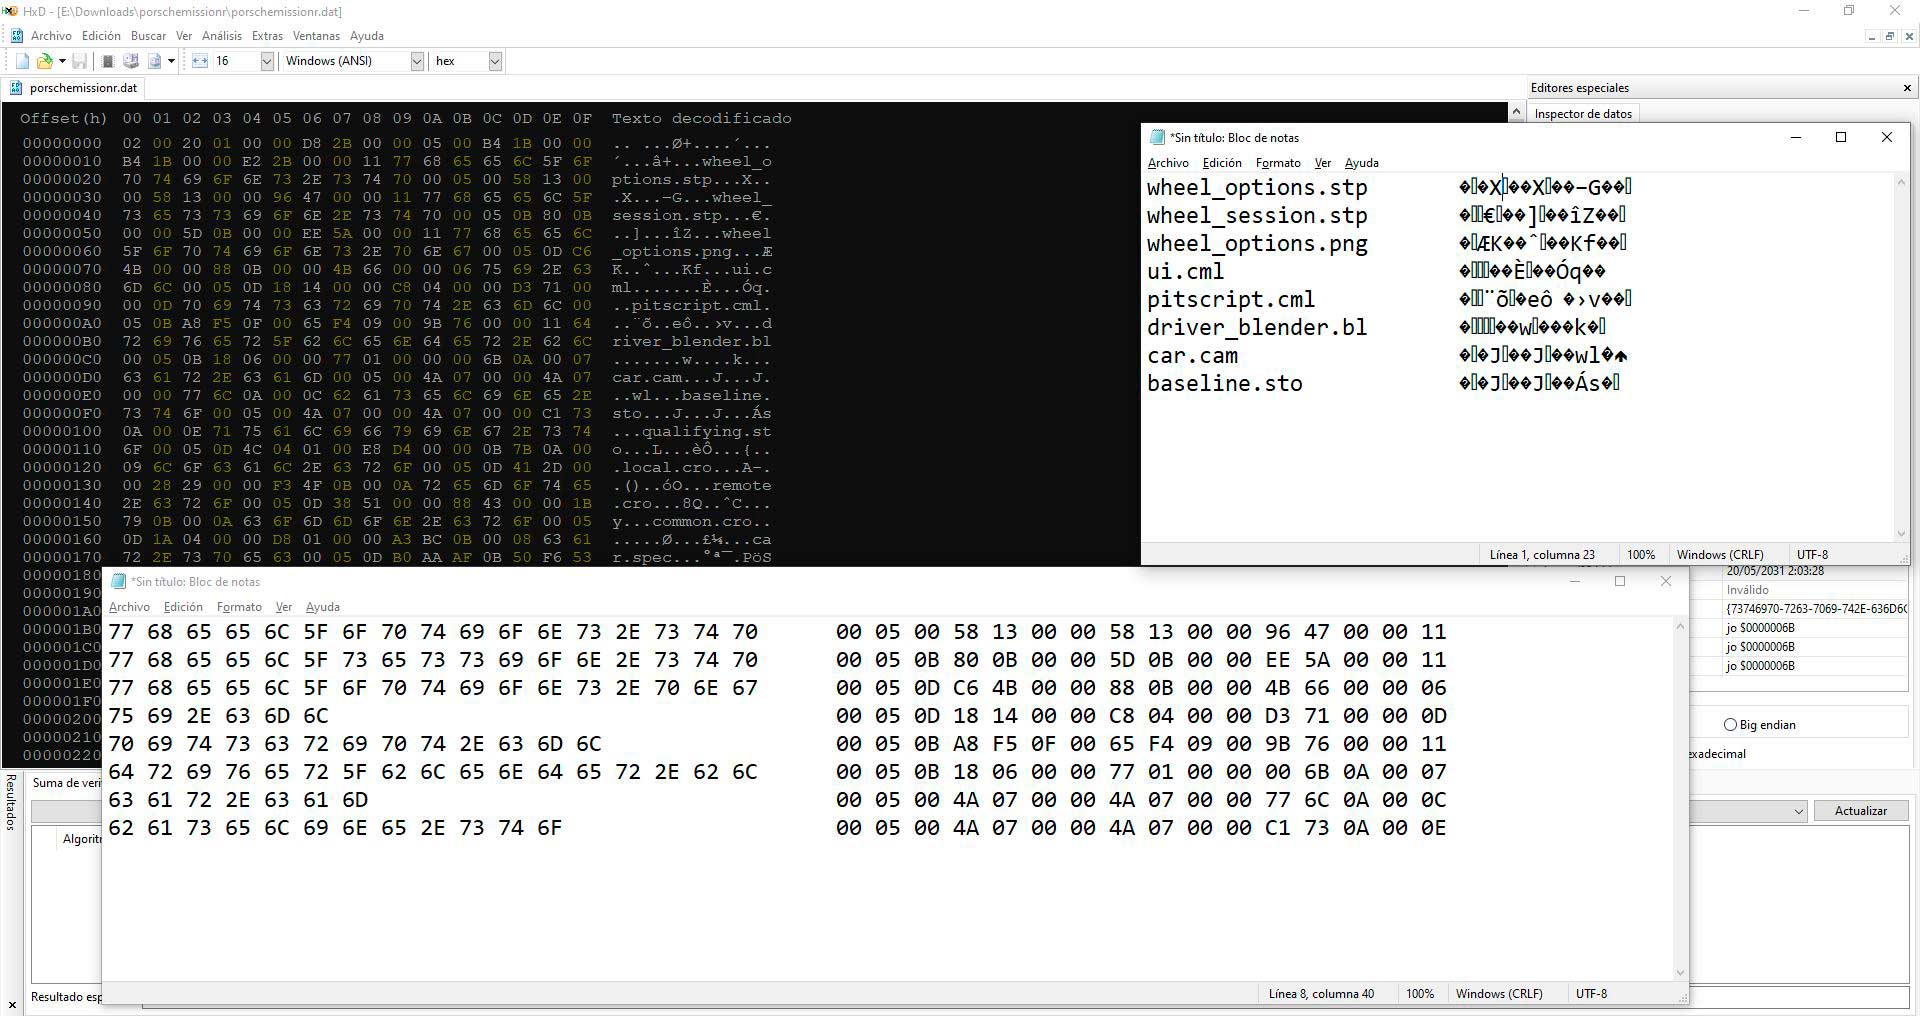 HxD - [E:\Downloads\porschemissionr\porschemissionr.dat]
Archivo Edición Buscar Ver Análisis Extras Ventanas Ayuda
16 Windows (ANSI) hex
porschemissionr.dat
Editores especiales
Inspector de datos
Offset(h) 00 01 02 03 04 05 06 07 08 09 0A 0B 0C 0D 0E 0F Texto decodificado
00000000 02 00 20 01 00 00 D8 2B 00 00 05 00 B4 1B 00 00 .. ...Ø+....´...
00000010 B4 1B 00 00 E2 2B 00 00 11 77 68 65 65 6C 5F 6F ´...â+...wheel_o
00000020 70 74 69 6F 6E 73 2E 73 74 70 00 05 00 58 13 00 ptions.stp...X..
00000030 00 58 13 00 00 96 47 00 00 11 77 68 65 65 6C 5F .X...–G...wheel_
00000040 73 65 73 73 69 6F 6E 2E 73 74 70 00 05 0B 80 0B session.stp...€.
00000050 00 00 5D 0B 00 00 EE 5A 00 00 11 77 68 65 65 6C ..]...îZ...wheel
00000060 5F 6F 70 74 69 6F 6E 73 2E 70 6E 67 00 05 0D C6 _options.png...Æ
00000070 4B 00 00 88 0B 00 00 4B 66 00 00 06 75 69 2E 63 K..ˆ...Kf...ui.c
00000080 6D 6C 00 05 0D 18 14 00 00 C8 04 00 00 D3 71 00 ml.......È...Óq.
00000090 00 0D 70 69 74 73 63 72 69 70 74 2E 63 6D 6C 00 ..pitscript.cml.
000000A0 05 0B A8 F5 0F 00 65 F4 09 00 9B 76 00 00 11 64 ..¨õ..eô..›v...d
000000B0 72 69 76 65 72 5F 62 6C 65 6E 64 65 72 2E 62 6C river_blender.bl
000000C0 00 05 0B 18 06 00 00 77 01 00 00 00 6B 0A 00 07 .......w....k...
000000D0 63 61 72 2E 63 61 6D 00 05 00 4A 07 00 00 4A 07 car.cam...J...J.
000000E0 00 00 77 6C 0A 00 0C 62 61 73 65 6C 69 6E 65 2E ..wl...baseline.
000000F0 73 74 6F 00 05 00 4A 07 00 00 4A 07 00 00 C1 73 sto...J...J...Ás
00000100 0A 00 0E 71 75 61 6C 69 66 79 69 6E 67 2E 73 74 ...qualifying.st
00000110 6F 00 05 0D 4C 04 01 00 E8 D4 00 00 0B 7B 0A 00 o...L...èÔ...{..
00000120 09 6C 6F 63 61 6C 2E 63 72 6F 00 05 0D 41 2D 00 .local.cro...A-.
00000130 00 28 29 00 00 F3 4F 0B 00 0A 72 65 6D 6F 74 65 .()..óO...remote
00000140 2E 63 72 6F 00 05 0D 38 51 00 00 88 43 00 00 1B .cro...8Q..ˆC...
00000150 79 0B 00 0A 63 6F 6D 6D 6F 6E 2E 63 72 6F 00 05 y...common.cro..
00000160 0D 1A 04 00 00 D8 01 00 00 A3 BC 0B 00 08 63 61 .....Ø...£¼...ca
00000170 72 2E 73 70 65 63 00 05 0D B0 AA AF 0B 50 F6 53 r.spec...°ª¯.PöS
00000180
00000190
000001A0
000001B0
000001C0
000001D0
000001E0
000001F0
00000200
00000210
00000220
*Sin título: Bloc de notas
Archivo Edición Formato Ver Ayuda
wheel_options.stp
wheel_session.stp
wheel_options.png
ui.cml
pitscript.cml
driver_blender.bl
car.cam
baseline.sto
Línea 1, columna 23 100% Windows (CRLF) UTF-8
*Sin título: Bloc de notas
Archivo Edición Formato Ver Ayuda
77 68 65 65 6C 5F 6F 70 74 69 6F 6E 73 2E 73 74 70 00 05 00 58 13 00 00 58 13 00 00 96 47 00 00 11
77 68 65 65 6C 5F 73 65 73 73 69 6F 6E 2E 73 74 70 00 05 0B 80 0B 00 00 5D 0B 00 00 EE 5A 00 00 11
77 68 65 65 6C 5F 6F 70 74 69 6F 6E 73 2E 70 6E 67 00 05 0D C6 4B 00 00 88 0B 00 00 4B 66 00 00 06
75 69 2E 63 6D 6C 00 05 0D 18 14 00 00 C8 04 00 00 D3 71 00 00 0D
70 69 74 73 63 72 69 70 74 2E 63 6D 6C 00 05 0B A8 F5 0F 00 65 F4 09 00 9B 76 00 00 11
64 72 69 76 65 72 5F 62 6C 65 6E 64 65 72 2E 62 6C 00 05 0B 18 06 00 00 77 01 00 00 00 6B 0A 00 07
63 61 72 2E 63 61 6D 00 05 00 4A 07 00 00 4A 07 00 00 77 6C 0A 00 0C
62 61 73 65 6C 69 6E 65 2E 73 74 6F 00 05 00 4A 07 00 00 4A 07 00 00 C1 73 0A 00 0E
Línea 8, columna 40 100% Windows (CRLF) UTF-8
20/05/2031 2:03:28
Inválido
{73746970-7263-7069-742E-636D6C
jo $0000006B
jo $0000006B
jo $0000006B
Big endian
exadecimal
Resultados
Suma de veri
Algorit
Actualizar
Resultado esp